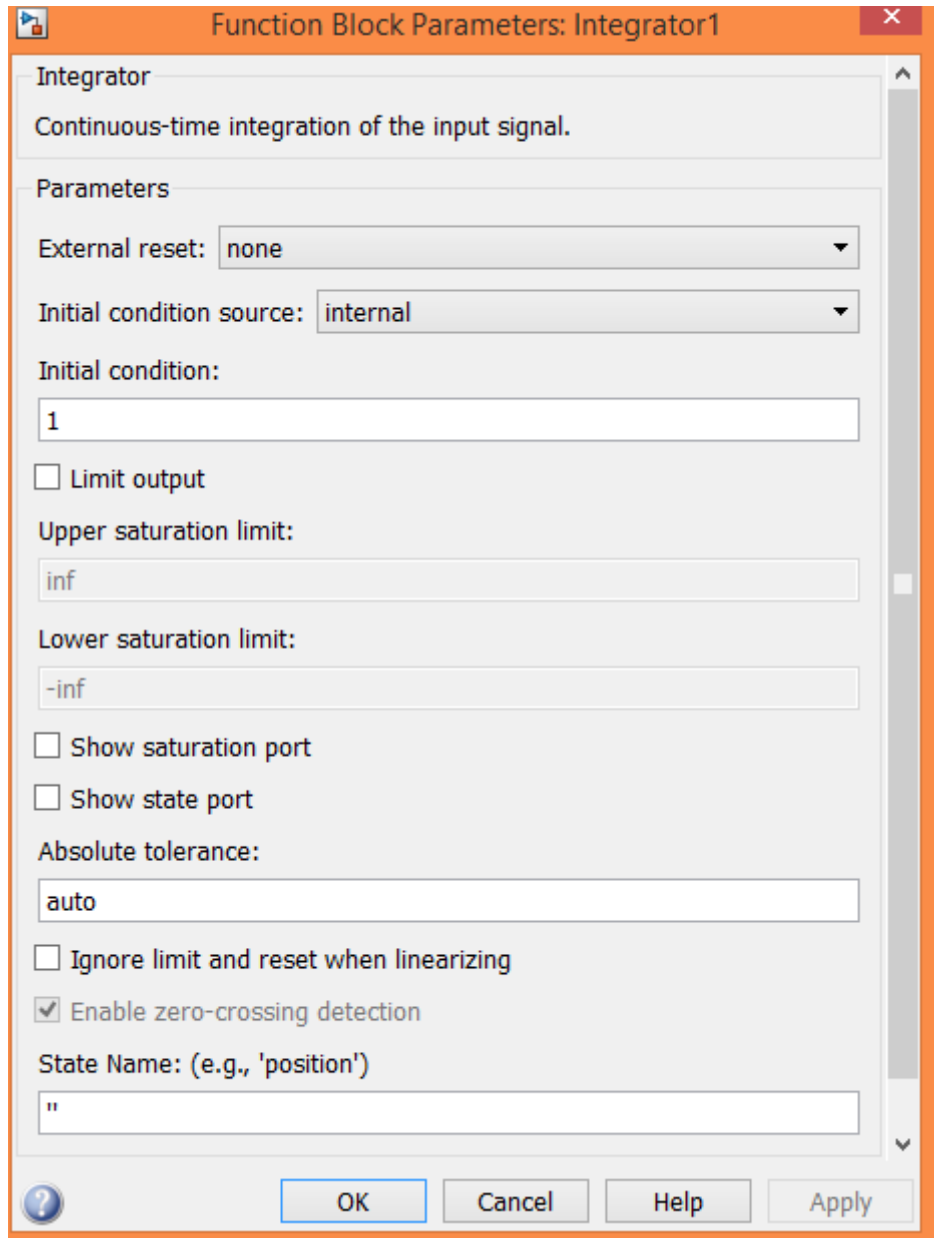 Function Block Parameters: Integrator1
Integrator
Continuous-time integration of the input signal.
Parameters
External reset: none
Initial condition source: internal
Initial condition:
1
Limit output
Upper saturation limit:
inf
Lower saturation limit:
-inf
Show saturation port
Show state port
Absolute tolerance:
auto
Ignore limit and reset when linearizing
Enable zero-crossing detection
State Name: (e.g., 'position')
''
OK Cancel Help Apply